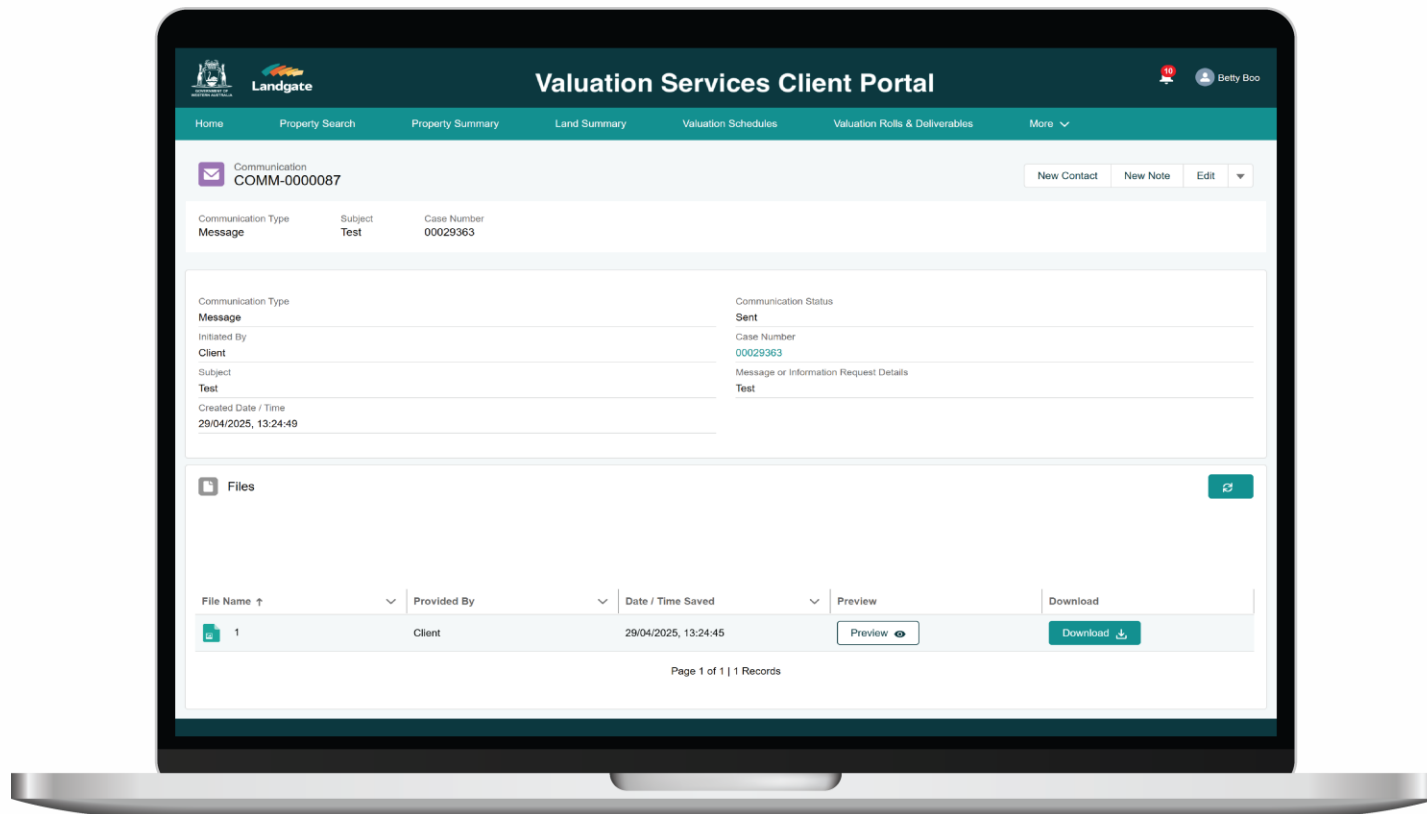 GOVERNMENT OF
WESTERN AUSTRALIA
Landgate
Valuation Services Client Portal
10
Betty Boo
Home Property Search Property Summary Land Summary Valuation Schedules Valuation Rolls & Deliverables More
Communication
COMM-0000087
New Contact New Note Edit
Communication Type Subject Case Number
Message Test 00029363
Communication Type Communication Status
Message Sent
Initiated By Case Number
Client 00029363
Subject Message or Information Request Details
Test Test
Created Date / Time
29/04/2025, 13:24:49
Files
File Name Provided By Date / Time Saved Preview Download
1 Client 29/04/2025, 13:24:45 Preview Download
Page 1 of 1 | 1 Records